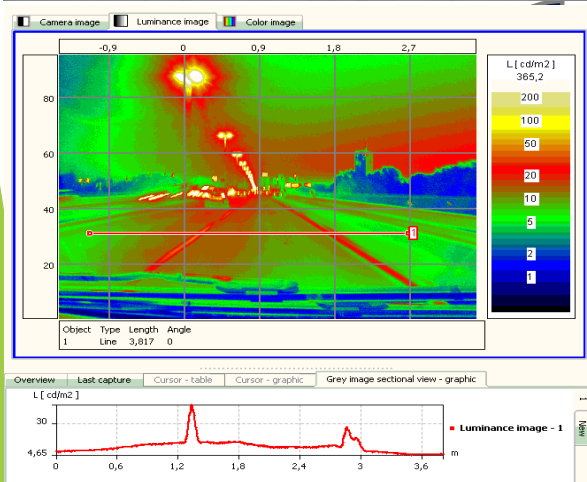 Camera image Luminance image Color image
-0,9 0 0,9 1,8 2,7
L [ cd/m2 ]
365,2
80
60
40
20
200
100
50
20
10
5
2
1
1
Object Type Length Angle
1 Line 3,817 0
Overview Last capture Cursor - table Cursor - graphic Grey image sectional view - graphic
L [ cd/m2 ]
30
4,65
0 0,6 1,2 1,8 2,4 3 3,6 m
Luminance image - 1
1
New